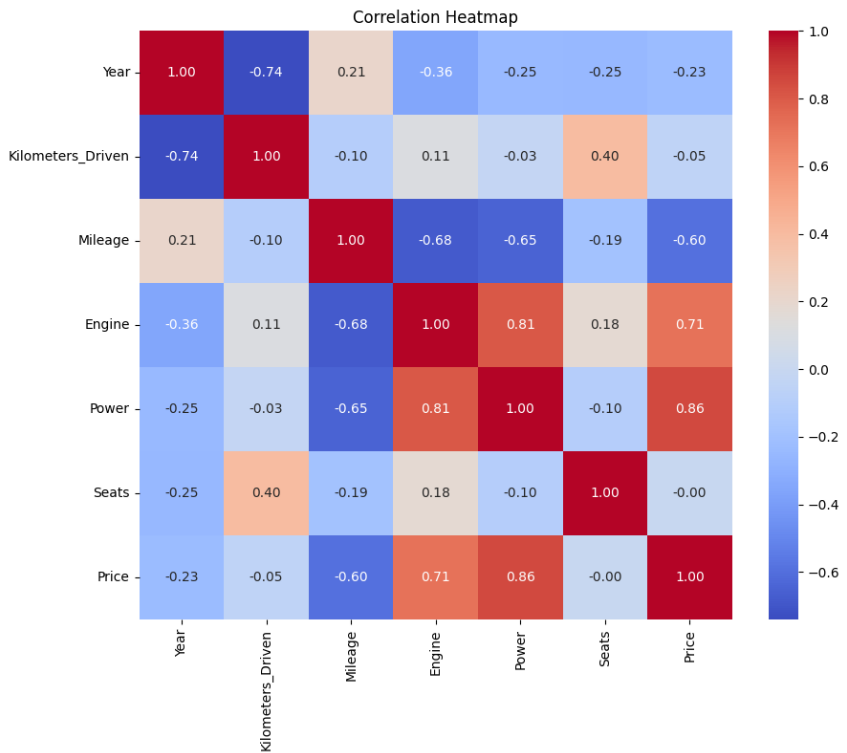 Correlation Heatmap
Year 1.00 -0.74 0.21 -0.36 -0.25 -0.25 -0.23
Kilometers_Driven -0.74 1.00 -0.10 0.11 -0.03 0.40 -0.05
Mileage 0.21 -0.10 1.00 -0.68 -0.65 -0.19 -0.60
Engine -0.36 0.11 -0.68 1.00 0.81 0.18 0.71
Power -0.25 -0.03 -0.65 0.81 1.00 -0.10 0.86
Seats -0.25 0.40 -0.19 0.18 -0.10 1.00 -0.00
Price -0.23 -0.05 -0.60 0.71 0.86 -0.00 1.00
Year
Kilometers_Driven
Mileage
Engine
Power
Seats
Price
1.0
0.8
0.6
0.4
0.2
0.0
−0.2
−0.4
−0.6